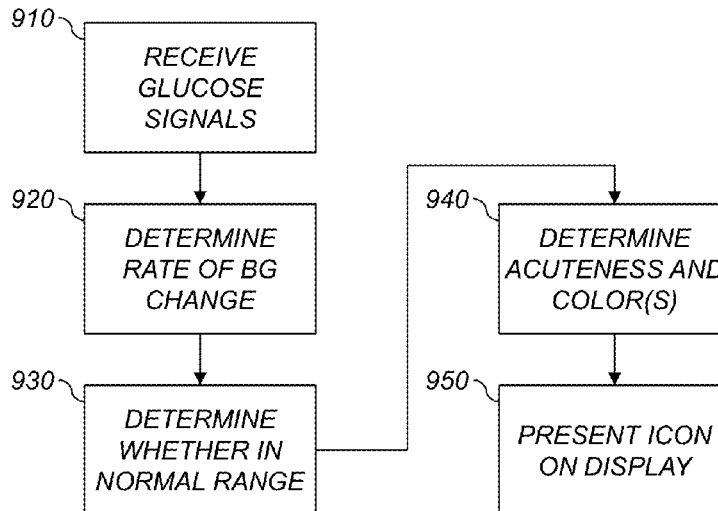 910
RECEIVE
GLUCOSE
SIGNALS
920
DETERMINE
RATE OF BG
CHANGE
930
DETERMINE
WHETHER IN
NORMAL RANGE
940
DETERMINE
ACUTENESS AND
COLOR(S)
950
PRESENT ICON
ON DISPLAY